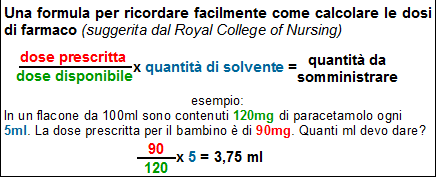 Una formula per ricordare facilmente come calcolare le dosi
di farmaco (suggerita dal Royal College of Nursing)
dose prescritta
dose disponibile
x quantità di solvente = quantità da
somministrare
esempio:
In un flacone da 100ml sono contenuti 120mg di paracetamolo ogni
5ml. La dose prescritta per il bambino è di 90mg. Quanti ml devo dare?
90
120
x 5 = 3,75 ml